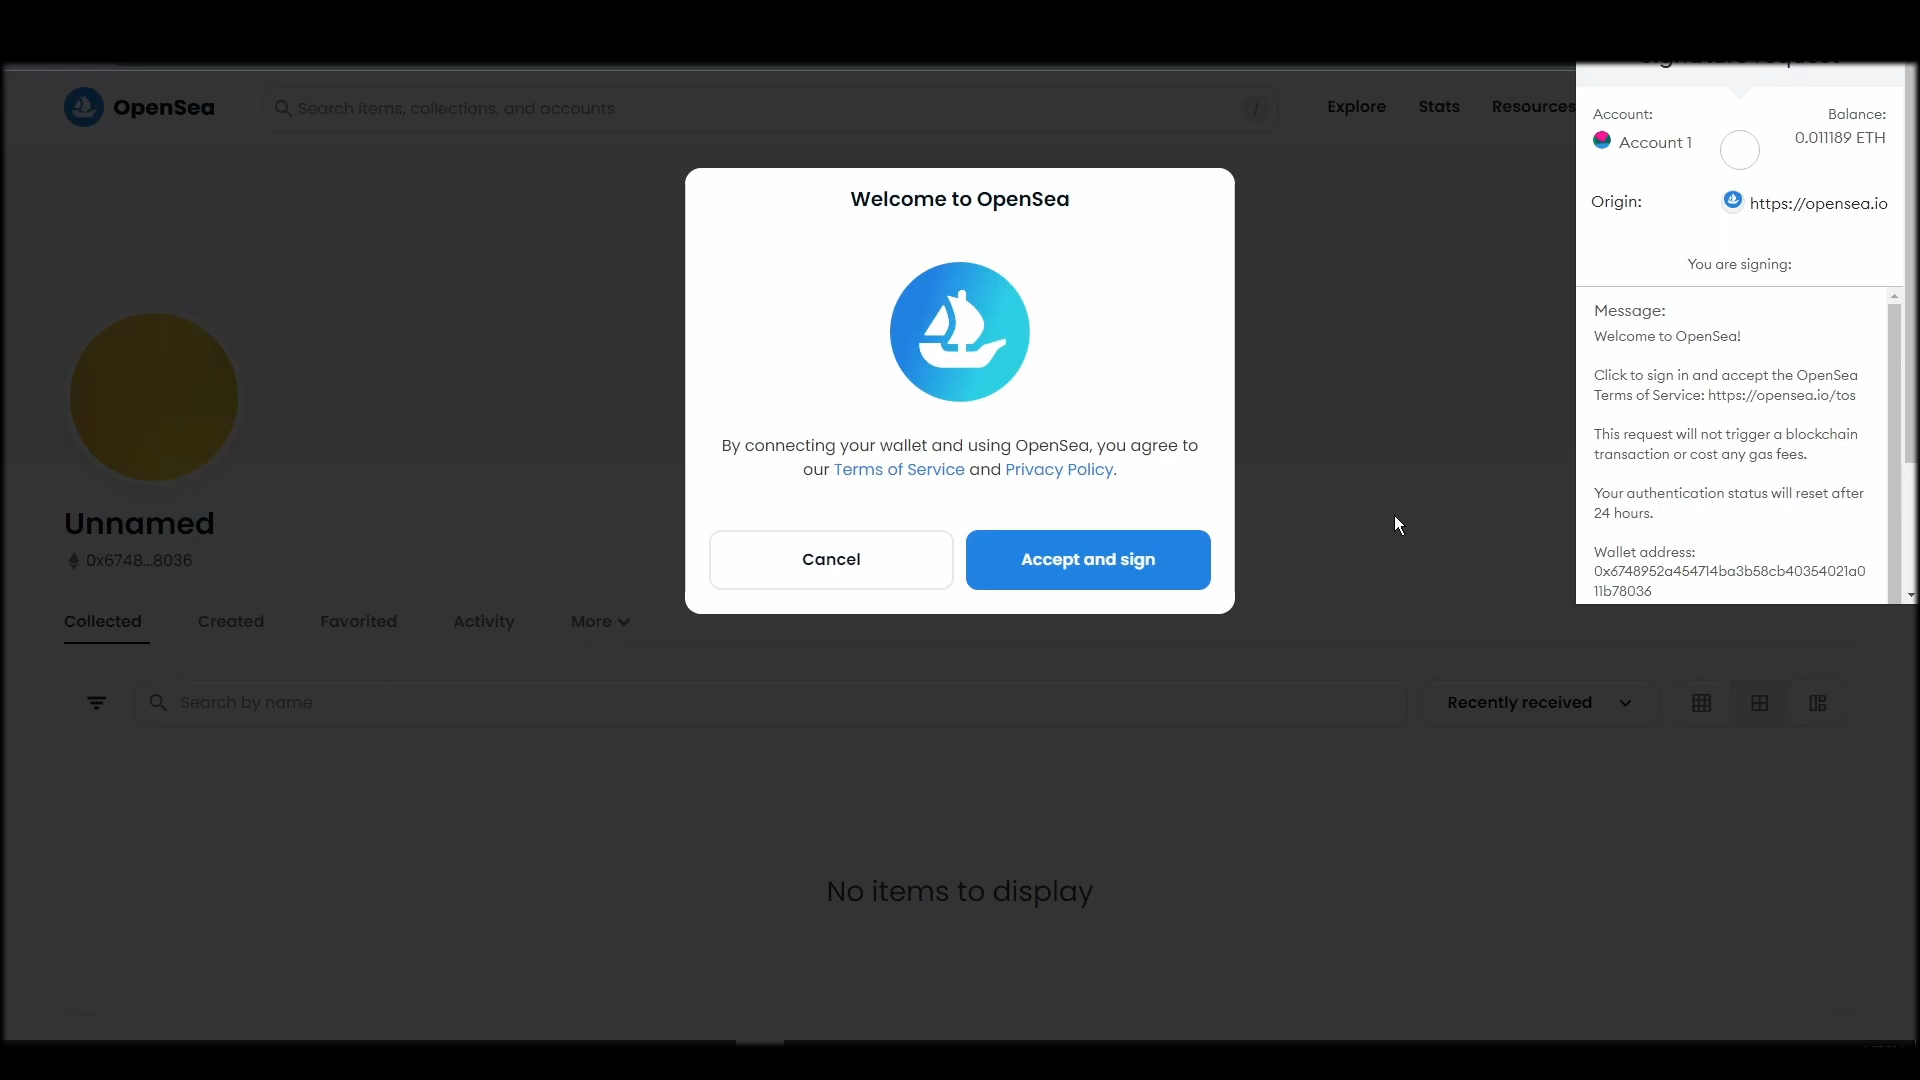 Signature request
OpenSea
Search items, collections, and accounts
/
Explore
Stats
Resources
Account:
Balance:
Account 1
0.011189 ETH
Origin:
https://opensea.io
You are signing:
Message:
Welcome to OpenSea!
Click to sign in and accept the OpenSea
Terms of Service: https://opensea.io/tos
This request will not trigger a blockchain
transaction or cost any gas fees.
Your authentication status will reset after
24 hours.
Wallet address:
0x6748952a454714ba3b58cb40354021a0
11b78036
Welcome to OpenSea
By connecting your wallet and using OpenSea, you agree to
our Terms of Service and Privacy Policy.
Cancel
Accept and sign
Unnamed
0x6748...8036
Collected
Created
Favorited
Activity
More
Search by name
Recently received
No items to display